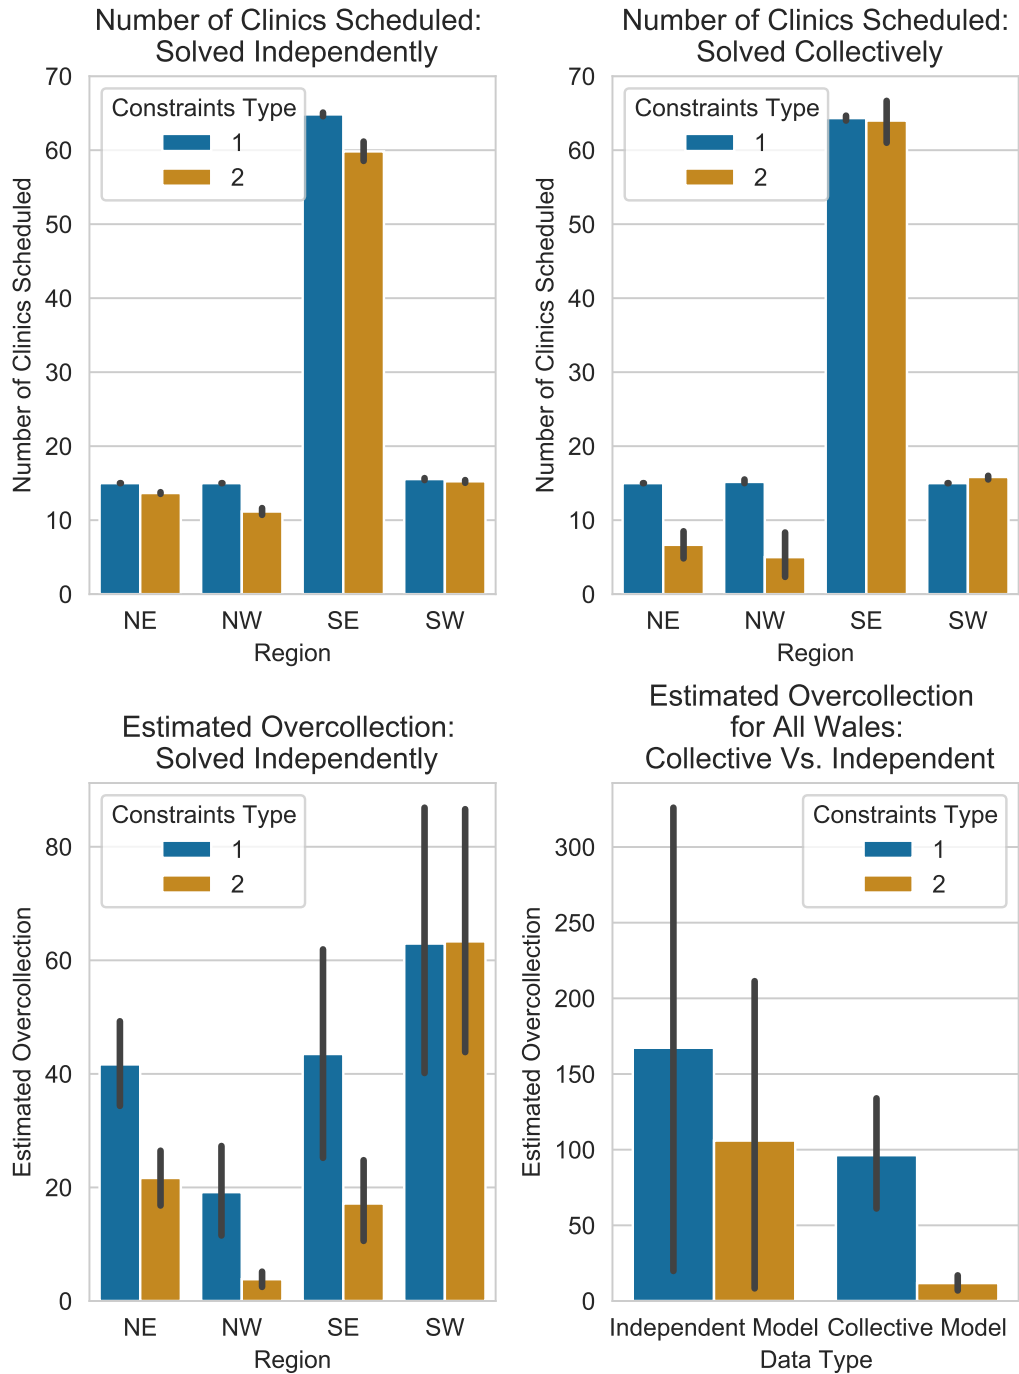 Number of Clinics Scheduled:
Solved Independently
Number of Clinics Scheduled
70
60
50
40
30
20
10
0
Constraints Type
1
2
NE NW SE SW
Region
Number of Clinics Scheduled:
Solved Collectively
Number of Clinics Scheduled
70
60
50
40
30
20
10
0
Constraints Type
1
2
NE NW SE SW
Region
Estimated Overcollection:
Solved Independently
Estimated Overcollection
80
60
40
20
0
Constraints Type
1
2
NE NW SE SW
Region
Estimated Overcollection
for All Wales:
Collective Vs. Independent
Estimated Overcollection
300
250
200
150
100
50
0
Constraints Type
1
2
Independent Model Collective Model
Data Type